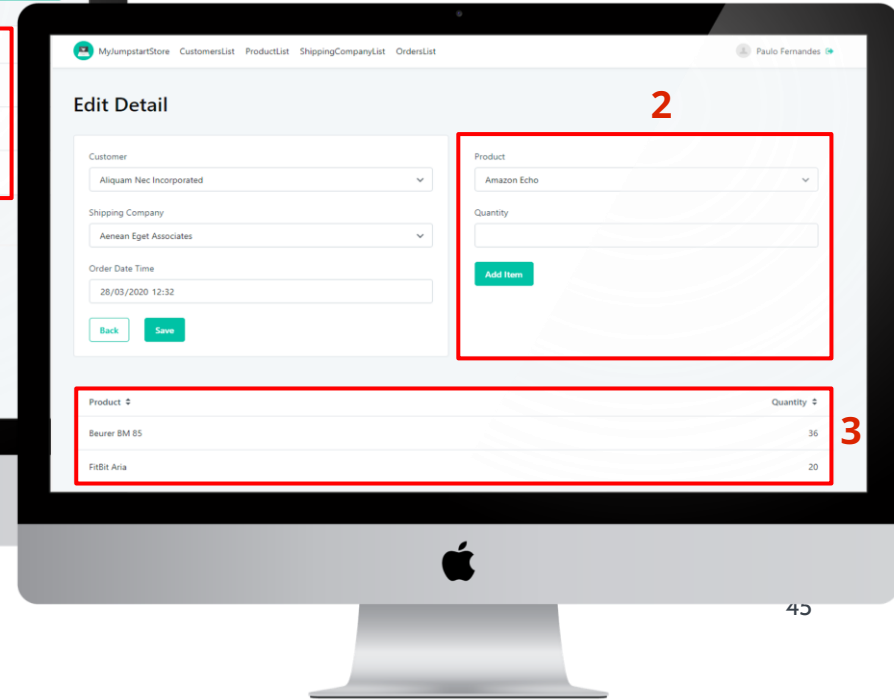 MyJumpstartStore CustomersList ProductList ShippingCompanyList OrdersList
Paulo Fernandes
Edit Detail
2
Customer
Aliquam Nec Incorporated
Shipping Company
Aenean Eget Associates
Order Date Time
28/03/2020 12:32
Back Save
Product
Amazon Echo
Quantity
Add Item
Product Quantity
3
Beurer BM 85 36
FitBit Aria 20
45